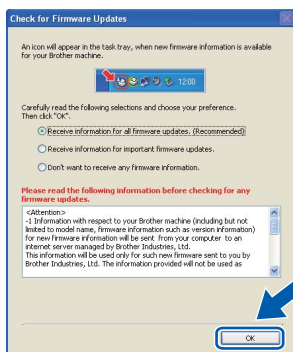 Check for Firmware Updates
An icon will appear in the task tray, when new firmware information is available
for your Brother machine.
12:00
Carefully read the following selections and choose your preference.
Then click "OK".
Receive information for all firmware updates. (Recommended)
Receive information for important firmware updates.
Don't want to receive any firmware information.
Please read the following information before checking for any
firmware updates.
<Attention>
-1 Information with respect to your Brother machine (including but not
limited to model name, firmware information such as version information)
for new firmware information will be sent from your computer to an
internet server managed by Brother Industries, Ltd.
This information will be used only for such new firmware sent to you by
Brother Industries, Ltd. The information provided will not be used as
OK